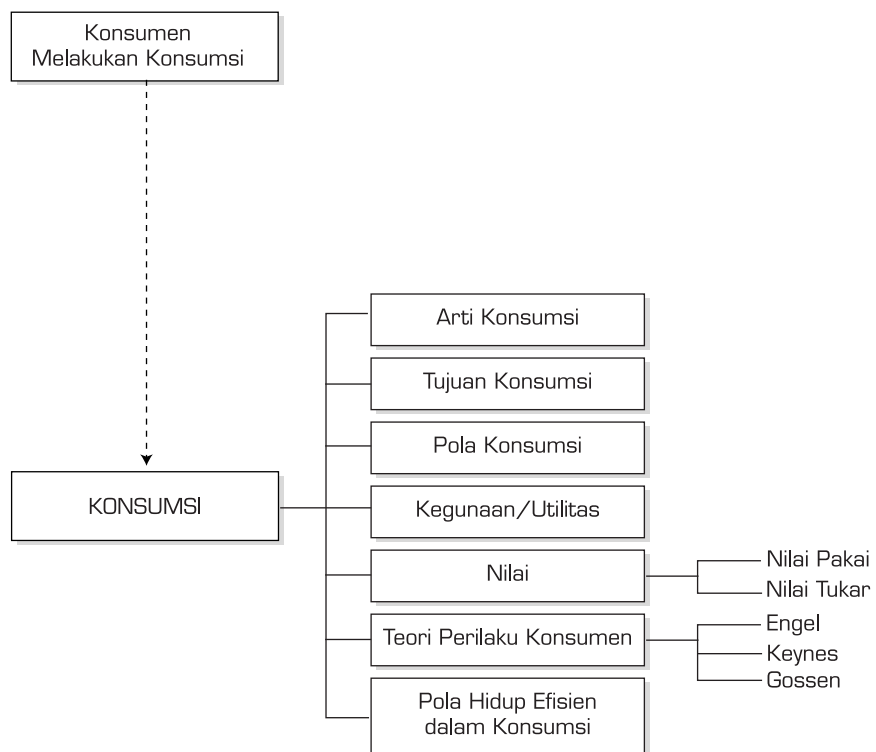 Konsumen
Melakukan Konsumsi
Arti Konsumsi
Tujuan Konsumsi
Pola Konsumsi
KONSUMSI
Kegunaan/Utilitas
Nilai
Nilai Pakai
Nilai Tukar
Teori Perilaku Konsumen
Engel
Keynes
Gossen
Pola Hidup Efisien
dalam Konsumsi